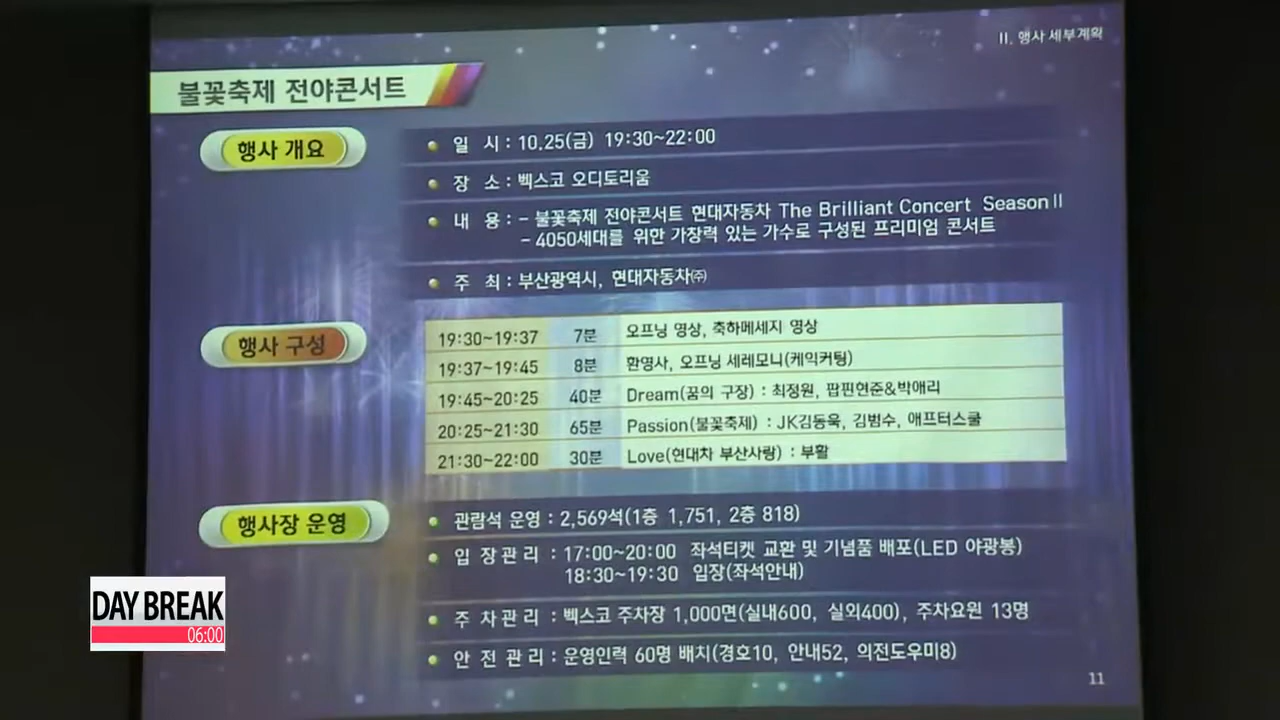 II. 행사 세부계획
불꽃축제 전야콘서트
행사 개요
일 시 : 10.25(금) 19:30~22:00
장 소 : 벡스코 오디토리움
내 용 : - 불꽃축제 전야콘서트 현대자동차 The Brilliant Concert SeasonⅡ
- 4050세대를 위한 가창력 있는 가수로 구성된 프리미엄 콘서트
주 최 : 부산광역시, 현대자동차㈜
행사 구성
19:30~19:37 7분 오프닝 영상, 축하메세지 영상
19:37~19:45 8분 환영사, 오프닝 세레모니(케익커팅)
19:45~20:25 40분 Dream(꿈의 구장) : 최정원, 팝핀현준&박애리
20:25~21:30 65분 Passion(불꽃축제) : JK김동욱, 김범수, 애프터스쿨
21:30~22:00 30분 Love(현대차 부산사랑) : 부활
행사장 운영
관람석 운영 : 2,569석(1층 1,751, 2층 818)
입 장 관 리 : 17:00~20:00 좌석티켓 교환 및 기념품 배포(LED 야광봉)
18:30~19:30 입장(좌석안내)
주 차 관 리 : 벡스코 주차장 1,000면(실내600, 실외400), 주차요원 13명
안 전 관 리 : 운영인력 60명 배치(경호10, 안내52, 의전도우미8)
11
DAY BREAK
06:00